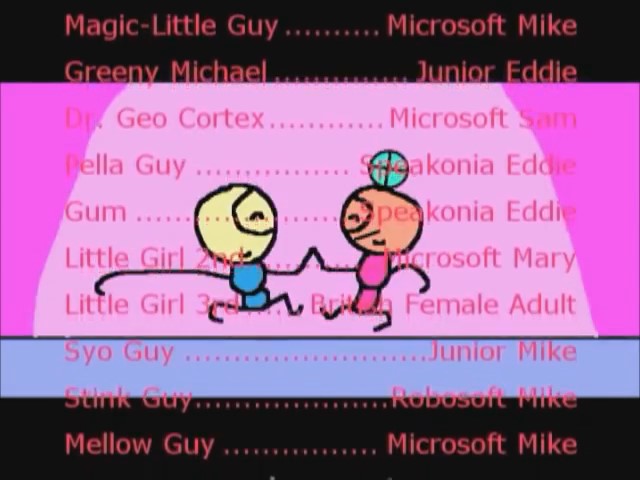 Magic-Little Guy .......... Microsoft Mike
Greeny Michael.............. Junior Eddie
Dr. Geo Cortex............ Microsoft Sam
Pella Guy ................ Speakonia Eddie
Gum ........................ Speakonia Eddie
Little Girl 2nd ........... Microsoft Mary
Little Girl 3rd ...... British Female Adult
Syo Guy .........................Junior Mike
Stink Guy....................Robosoft Mike
Mellow Guy ................ Microsoft Mike